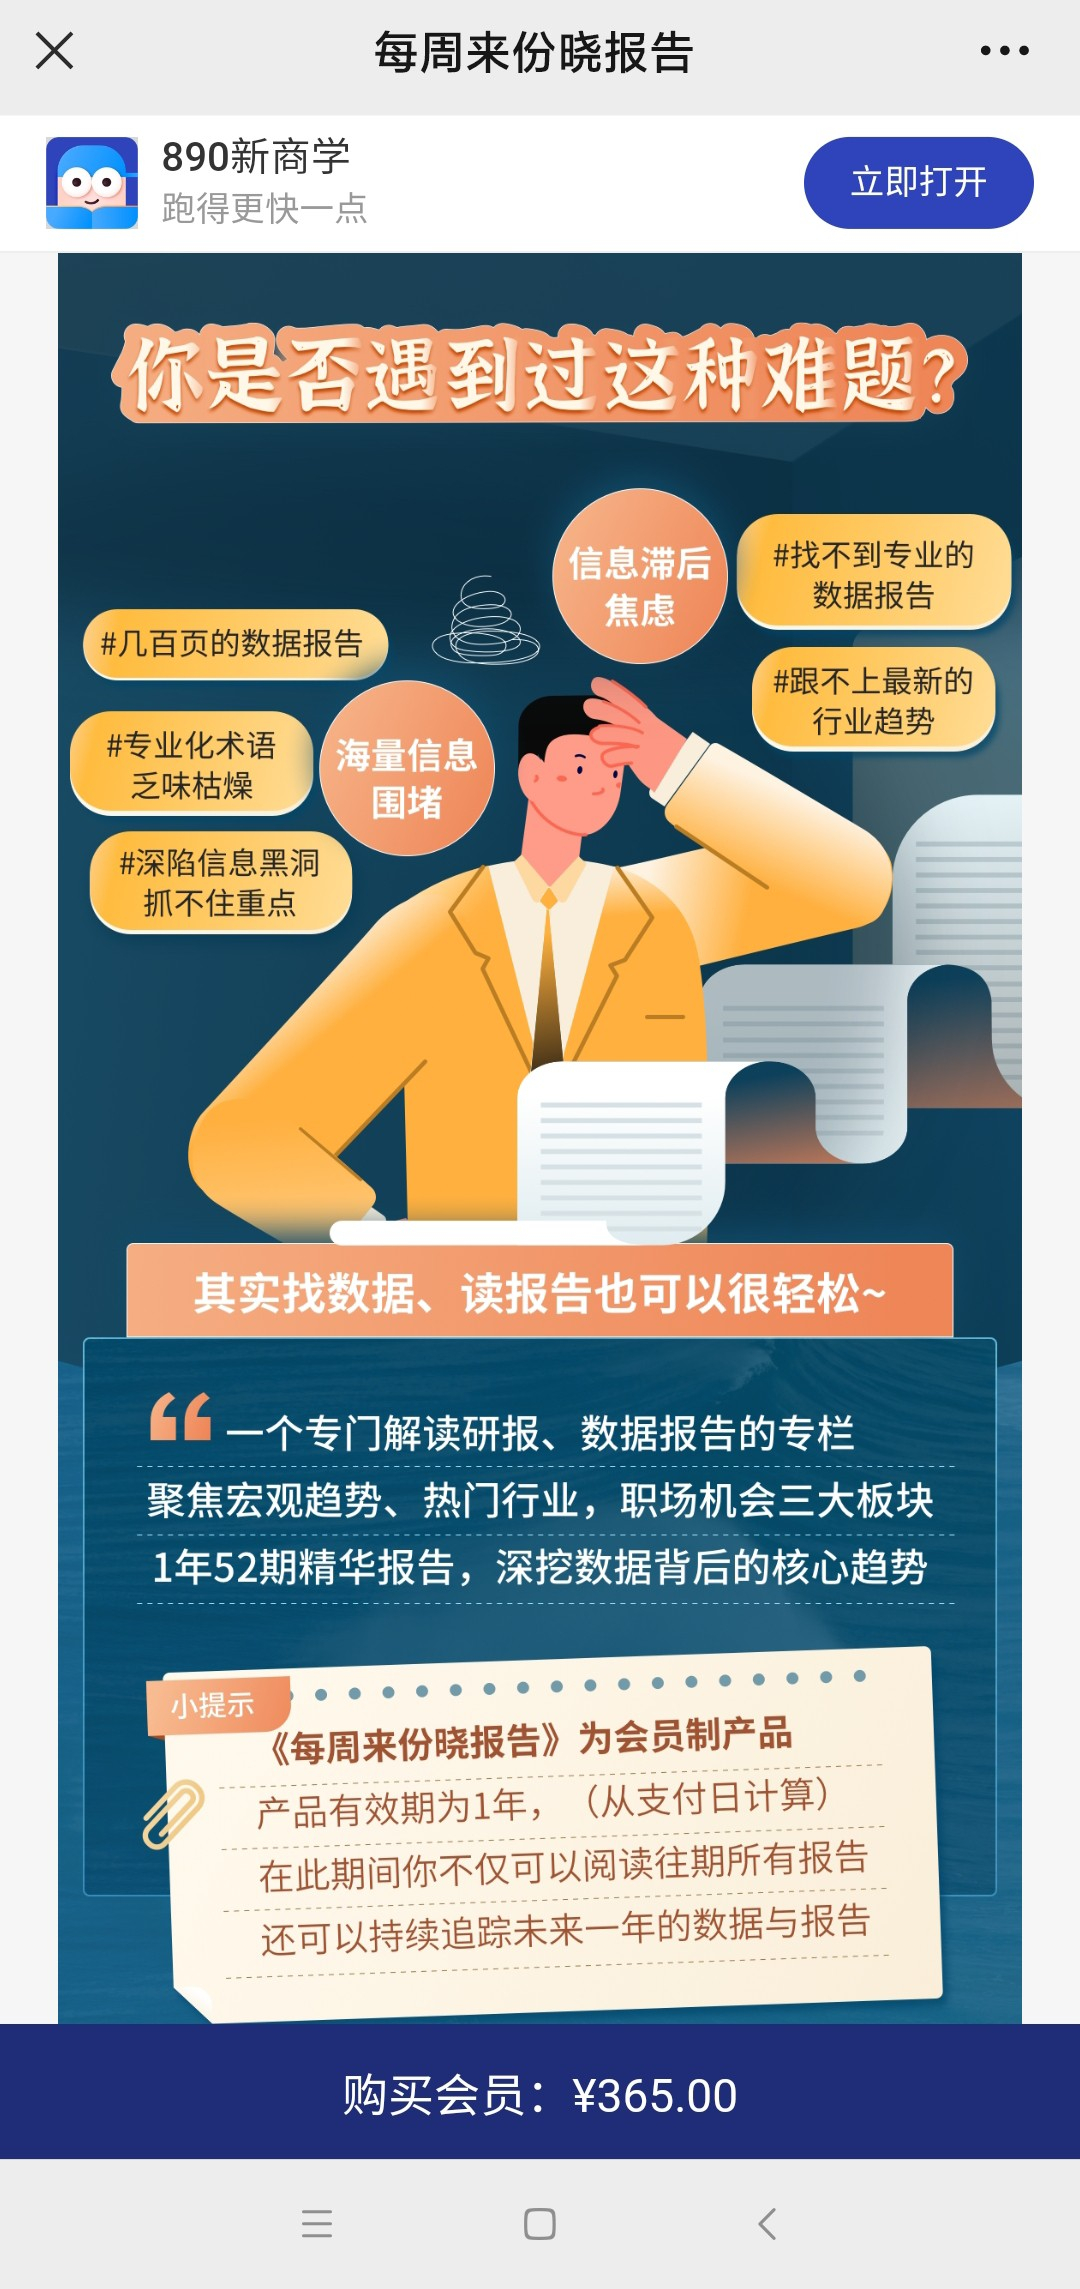 每周来份晓报告
890新商学
跑得更快一点
立即打开
你是否遇到过这种难题?
信息滞后
焦虑
#找不到专业的
数据报告
#跟不上最新的
行业趋势
#几百页的数据报告
#专业化术语
乏味枯燥
海量信息
围堵
#深陷信息黑洞
抓不住重点
其实找数据、读报告也可以很轻松~
“一个专门解读研报、数据报告的专栏
聚焦宏观趋势、热门行业，职场机会三大板块
1年52期精华报告，深挖数据背后的核心趋势
小提示
《每周来份晓报告》为会员制产品
产品有效期为1年，（从支付日计算）
在此期间你不仅可以阅读往期所有报告
还可以持续追踪未来一年的数据与报告
购买会员：¥365.00